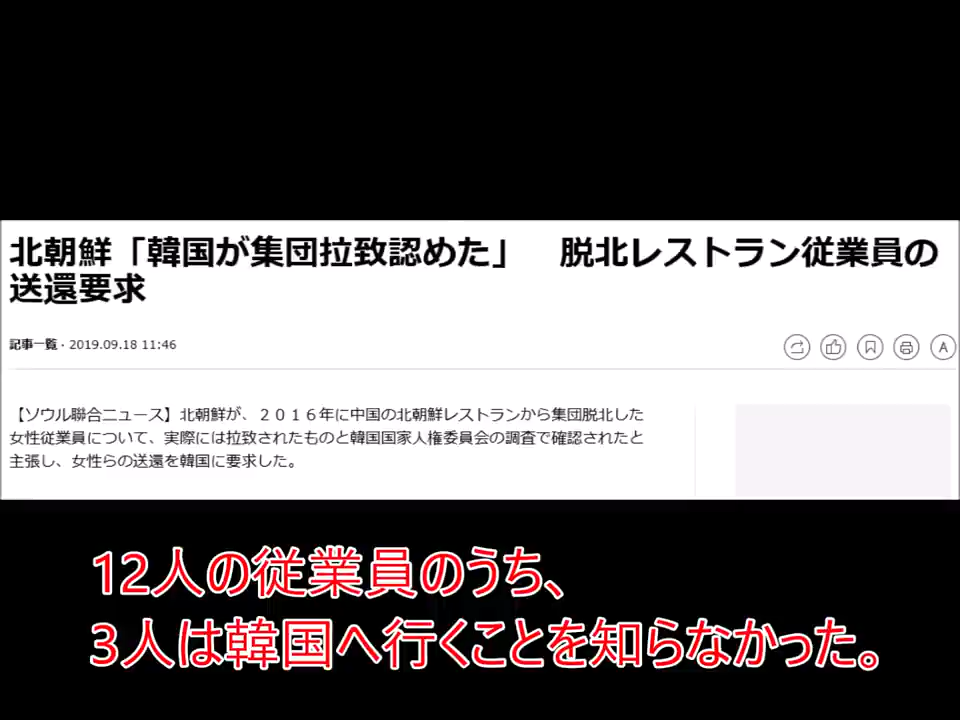 北朝鮮「韓国が集団拉致認めた」　脱北レストラン従業員の
送還要求
記事一覧・2019.09.18 11:46
A
【ソウル聯合ニュース】北朝鮮が、２０１６年に中国の北朝鮮レストランから集団脱北した
女性従業員について、実際には拉致されたものと韓国国家人権委員会の調査で確認されたと
主張し、女性らの送還を韓国に要求した。
12人の従業員のうち、
3人は韓国へ行くことを知らなかった。